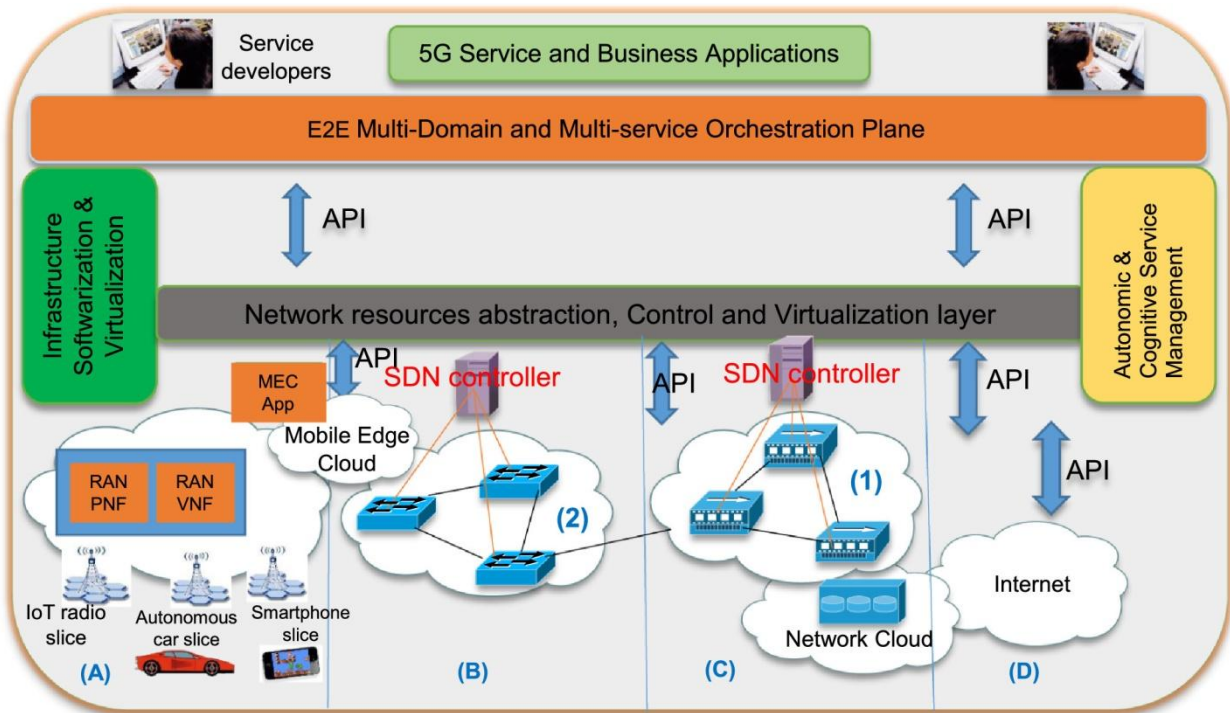 Service
developers
5G Service and Business Applications
E2E Multi-Domain and Multi-service Orchestration Plane
Infrastructure
Softwarization &
Virtualization
API
API
Autonomic &
Cognitive Service
Management
Network resources abstraction, Control and Virtualization layer
API
SDN controller
API
SDN controller
API
MEC
App
Mobile Edge
Cloud
RAN
PNF
RAN
VNF
(2)
(1)
API
IoT radio
slice
Autonomous
car slice
Smartphone
slice
Internet
Network Cloud
(A)
(B)
(C)
(D)